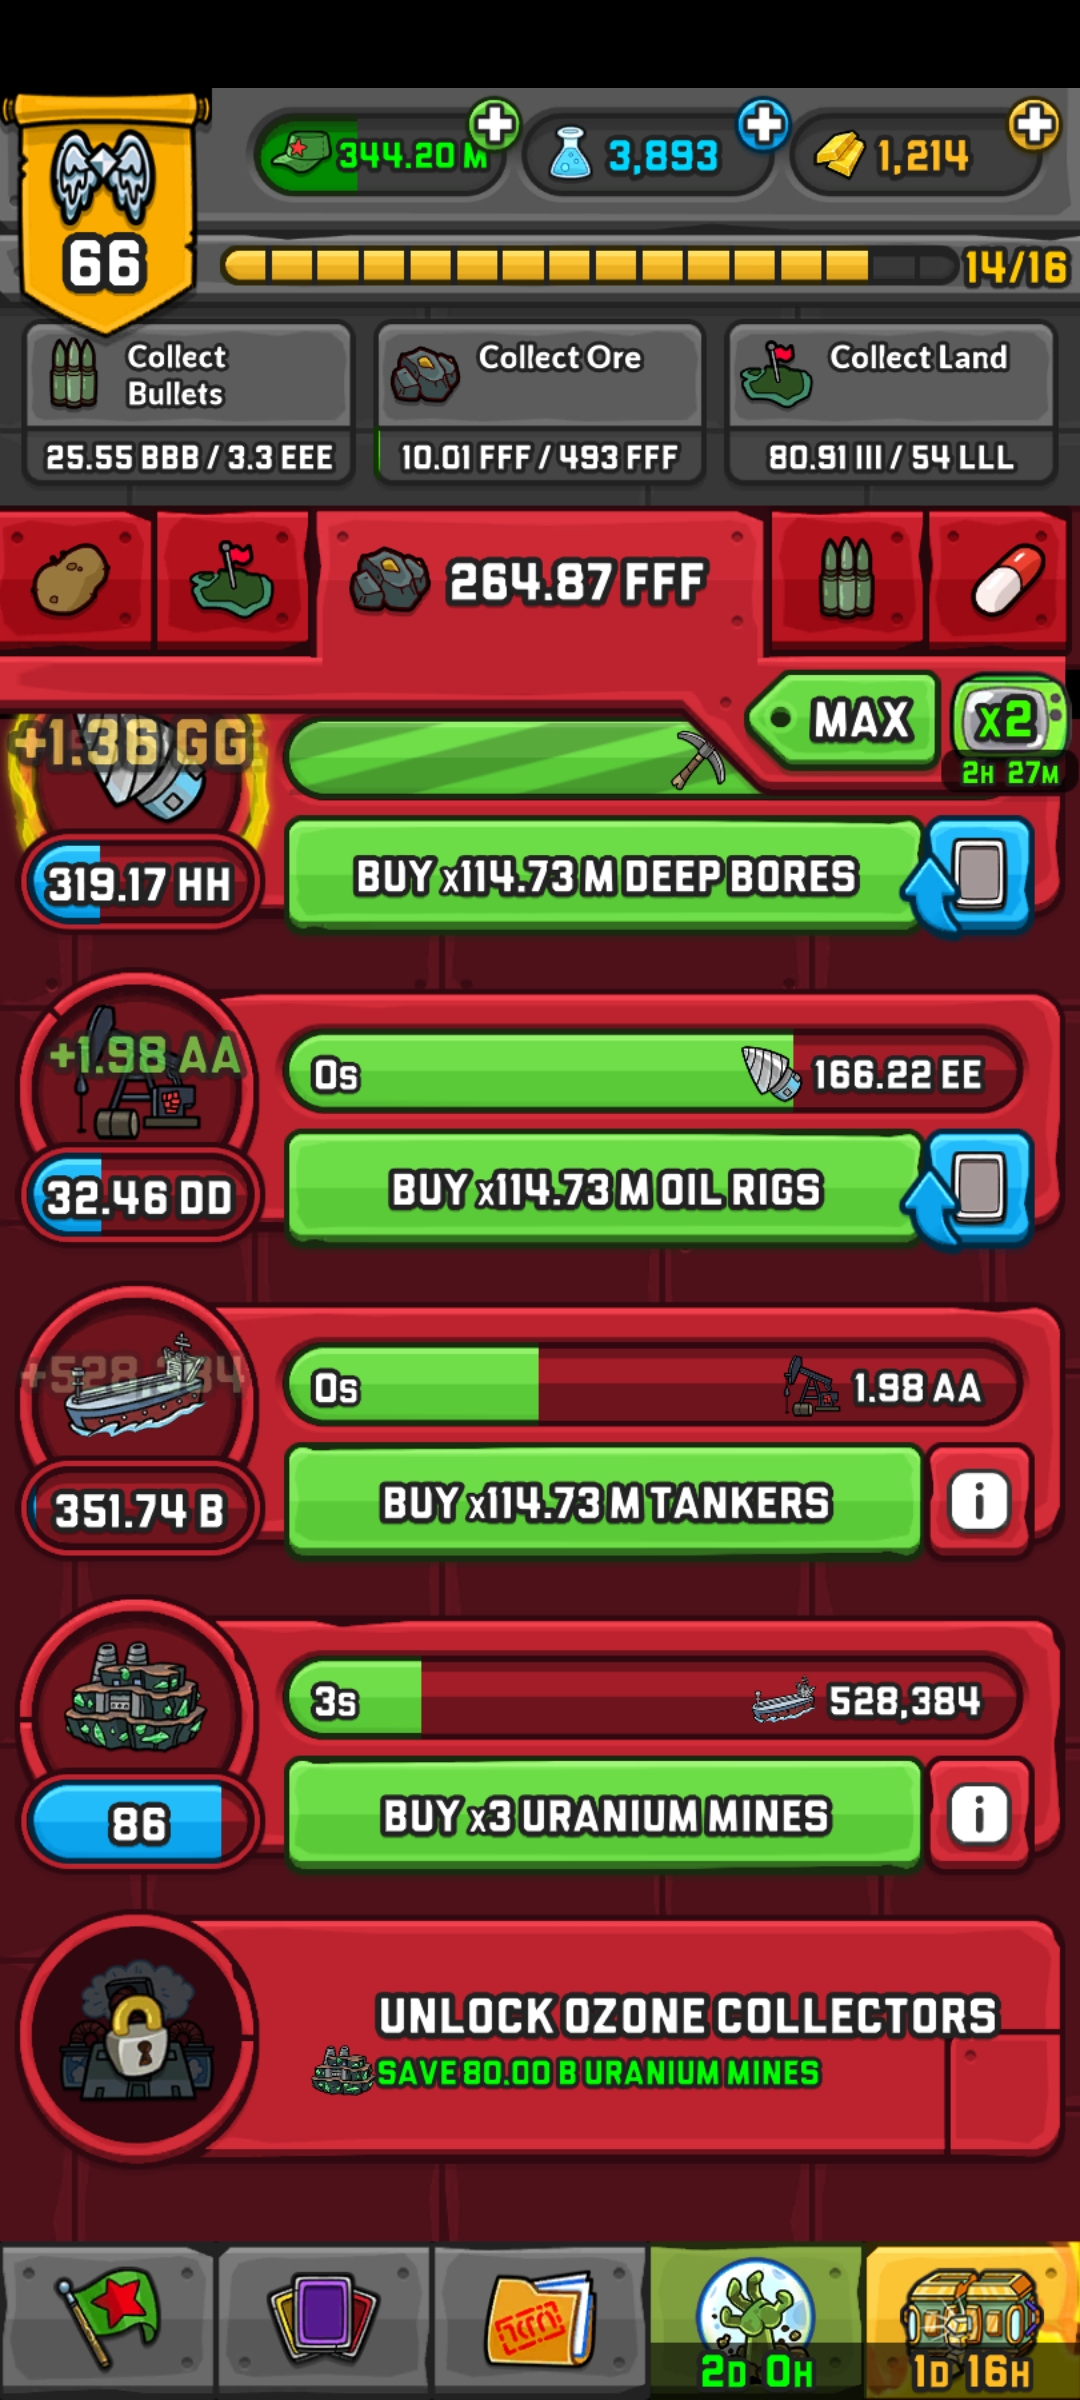 344.20 M
3,893
1,214
66
14/16
Collect
Bullets
25.55 BBB / 3.3 EEE
Collect Ore
10.01 FFF / 493 FFF
Collect Land
80.91 III / 54 LLL
264.87 FFF
MAX
x2
2H 27M
+1.36 GG
319.17 HH
BUY x114.73 M DEEP BORES
+1.98 AA
0s
166.22 EE
32.46 DD
BUY x114.73 M OIL RIGS
+528,384
0s
1.98 AA
351.74 B
BUY x114.73 M TANKERS
i
3s
528,384
86
BUY x3 URANIUM MINES
i
UNLOCK OZONE COLLECTORS
SAVE 80.00 B URANIUM MINES
2D 0H
1D 16H